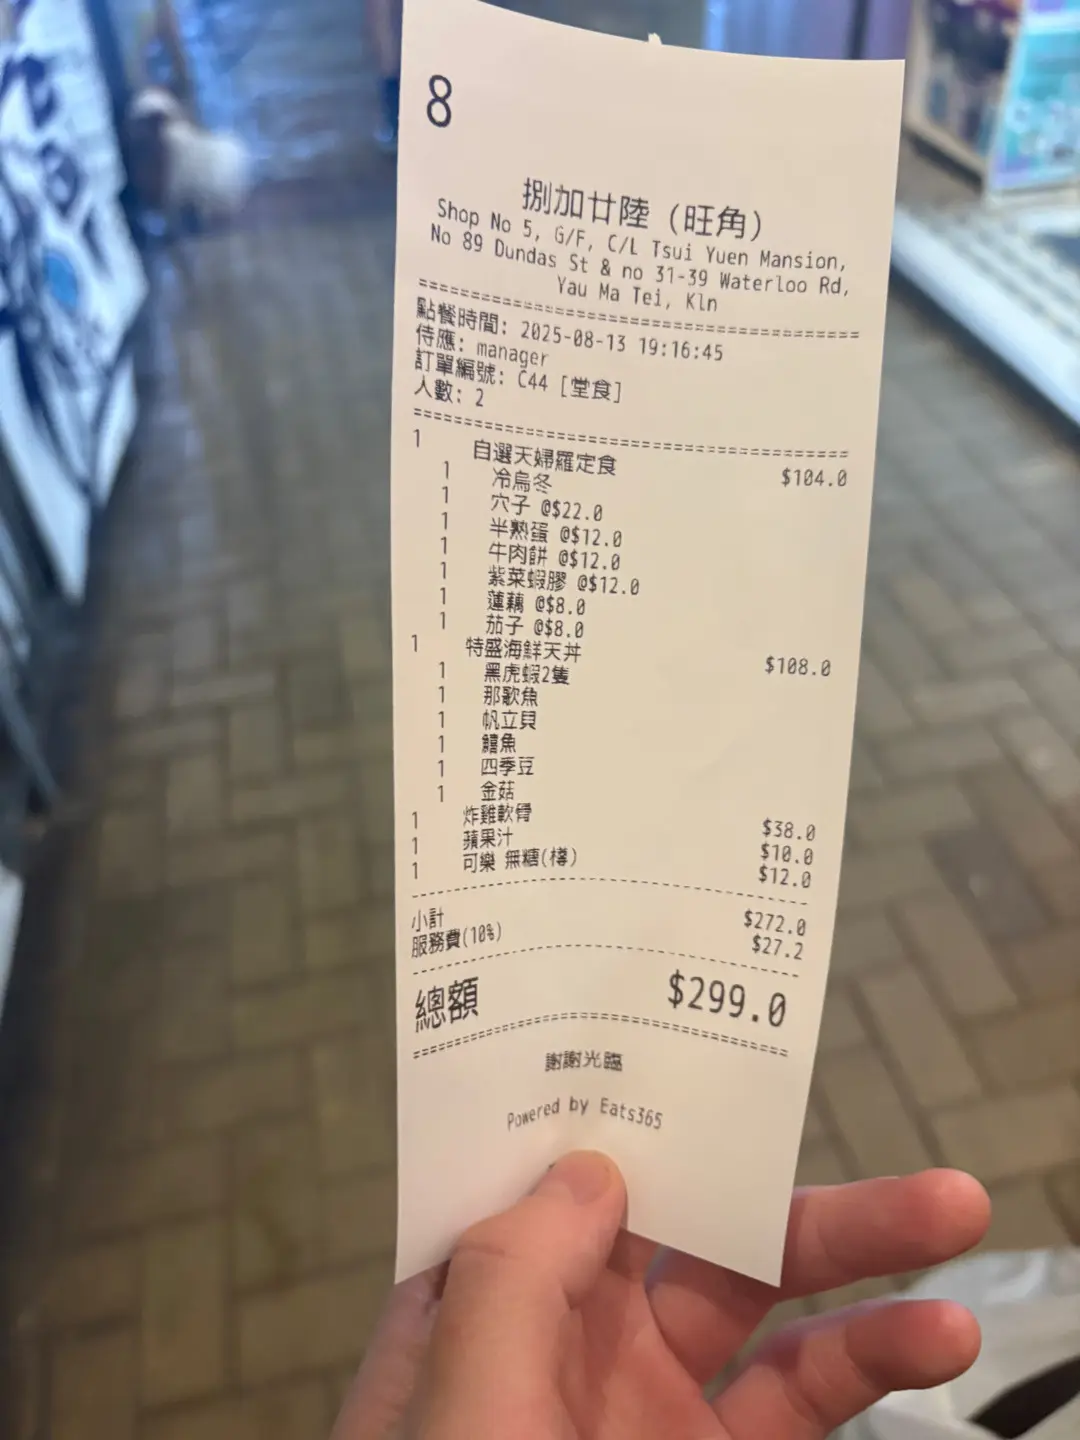 8
捌加廿陸 (旺角)
Shop No 5, G/F, C/L Tsui Yuen Mansion,
No 89 Dundas St & no 31-39 Waterloo Rd,
Yau Ma Tei, Kln
========================================
點餐時間: 2025-08-13 19:16:45
侍應: manager
訂單編號: C44 [堂食]
人數: 2
========================================
1 自選天婦羅定食 $104.0
1 冷烏冬
1 穴子 @$22.0
1 半熟蛋 @$12.0
1 牛肉餅 @$12.0
1 紫菜蝦膠 @$12.0
1 蓮藕 @$8.0
1 茄子 @$8.0
1 特盛海鮮天丼 $108.0
1 黑虎蝦2隻
1 那歌魚
1 帆立貝
1 鱚魚
1 四季豆
1 金菇
1 炸雞軟骨 $38.0
1 蘋果汁 $10.0
1 可樂 無糖(樽) $12.0
----------------------------------------
小計 $272.0
服務費(10%) $27.2
----------------------------------------
總額 $299.0
========================================
謝謝光臨
Powered by Eats365